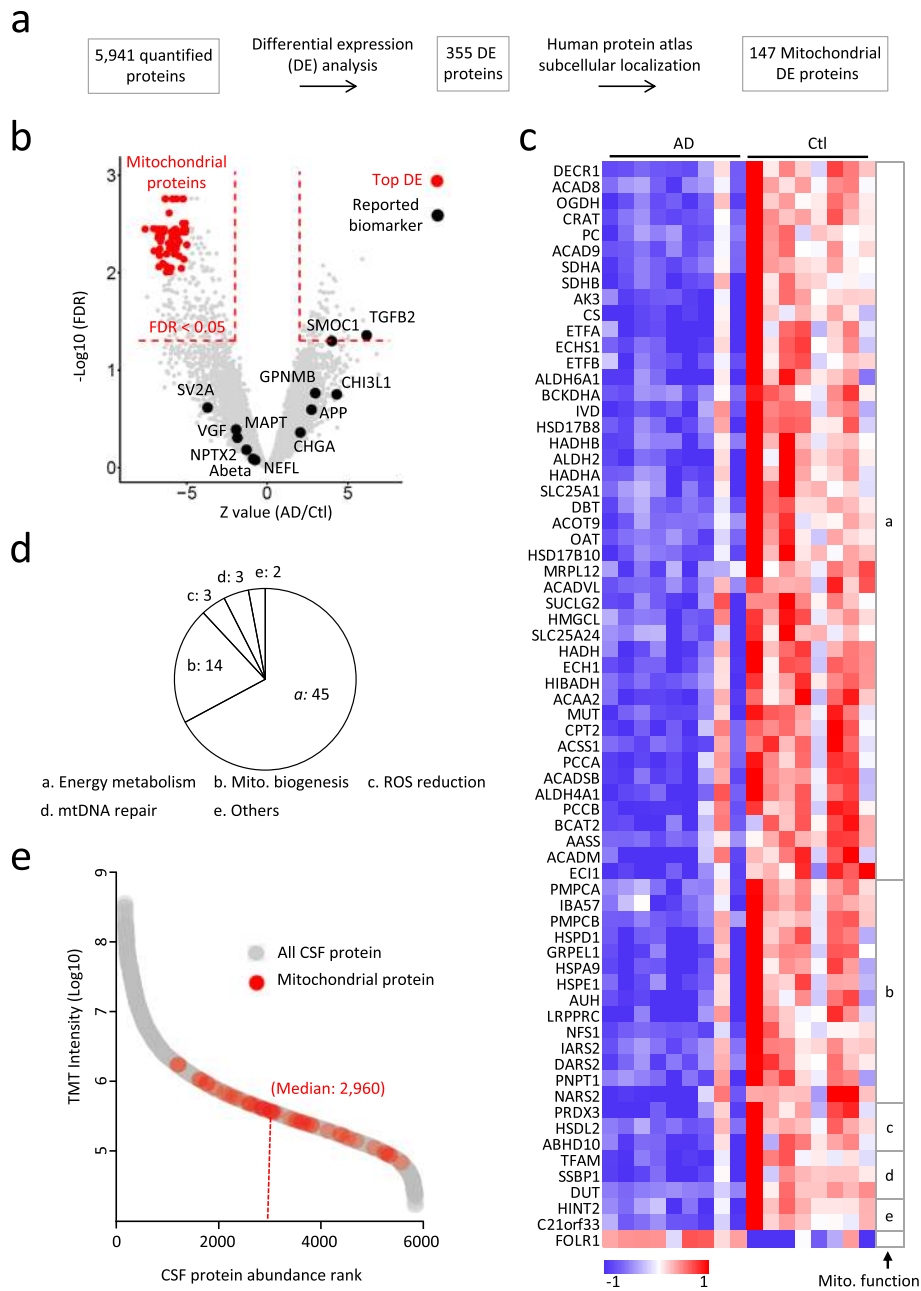 a
5,941 quantified
proteins
Differential expression
(DE) analysis
355 DE
proteins
Human protein atlas
subcellular localization
147 Mitochondrial
DE proteins
b
Mitochondrial
proteins
Top DE
Reported
biomarker
FDR < 0.05
SMOC1
TGFB2
GPNMB
CHI3L1
SV2A
APP
MAPT
VGF
CHGA
NPTX2
Abeta
NEFL
3
2
1
0
-Log10 (FDR)
−5
0
5
Z value (AD/Ctl)
c
AD
Ctl
DECR1
ACAD8
OGDH
CRAT
PC
ACAD9
SDHA
SDHB
AK3
CS
ETFA
ECHS1
ETFB
ALDH6A1
BCKDHA
IVD
HSD17B8
HADHB
ALDH2
HADHA
SLC25A1
DBT
ACOT9
OAT
HSD17B10
MRPL12
ACADVL
SUCLG2
HMGCL
SLC25A24
HADH
ECH1
HIBADH
ACAA2
MUT
CPT2
ACSS1
PCCA
ACADSB
ALDH4A1
PCCB
BCAT2
AASS
ACADM
ECI1
PMPCA
IBA57
PMPCB
HSPD1
GRPEL1
HSPA9
HSPE1
AUH
LRPPRC
NFS1
IARS2
DARS2
PNPT1
NARS2
PRDX3
HSDL2
ABHD10
TFAM
SSBP1
DUT
HINT2
C21orf33
FOLR1
a
b
c
d
e
-1
1
Mito. function
d
e: 2
d: 3
c: 3
b: 14
a: 45
a. Energy metabolism
b. Mito. biogenesis
c. ROS reduction
d. mtDNA repair
e. Others
e
9
8
7
6
5
TMT Intensity (Log10)
All CSF protein
Mitochondrial protein
(Median: 2,960)
0
2000
4000
6000
CSF protein abundance rank